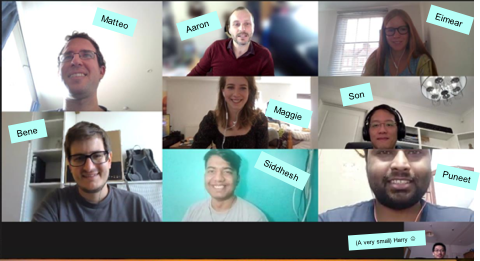 Matteo
Aaron
Eimear
Maggie
Son
Bene
Siddhesh
Puneet
(A very small) Harry ☺